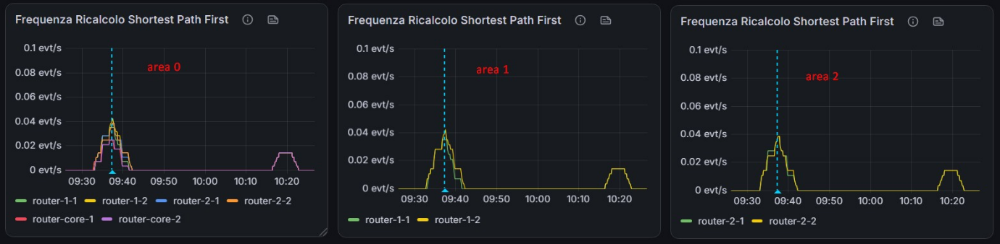 Frequenza Ricalcolo Shortest Path First
0.1 evt/s
0.08 evt/s
0.06 evt/s
0.04 evt/s
0.02 evt/s
0 evt/s
area 0
09:30 09:40 09:50 10:00 10:10 10:20
router-1-1 router-1-2 router-2-1 router-2-2
router-core-1 router-core-2
Frequenza Ricalcolo Shortest Path First
0.1 evt/s
0.08 evt/s
0.06 evt/s
0.04 evt/s
0.02 evt/s
0 evt/s
area 1
09:30 09:40 09:50 10:00 10:10 10:20
router-1-1 router-1-2
Frequenza Ricalcolo Shortest Path First
0.1 evt/s
0.08 evt/s
0.06 evt/s
0.04 evt/s
0.02 evt/s
0 evt/s
area 2
09:30 09:40 09:50 10:00 10:10 10:20
router-2-1 router-2-2